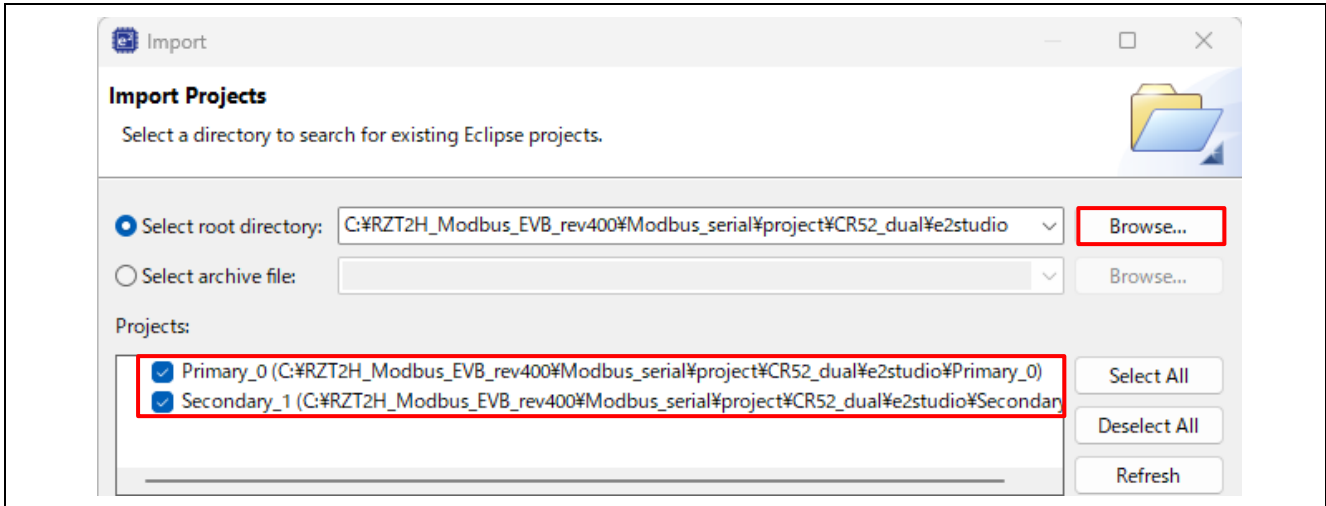 Import
Import Projects
Select a directory to search for existing Eclipse projects.
Select root directory: C:¥RZT2H_Modbus_EVB_rev400¥Modbus_serial¥project¥CR52_dual¥e2studio Browse...
Select archive file: Browse...
Projects:
Primary_0 (C:¥RZT2H_Modbus_EVB_rev400¥Modbus_serial¥project¥CR52_dual¥e2studio¥Primary_0)
Select All
Secondary_1 (C:¥RZT2H_Modbus_EVB_rev400¥Modbus_serial¥project¥CR52_dual¥e2studio¥Secondary
Deselect All
Refresh